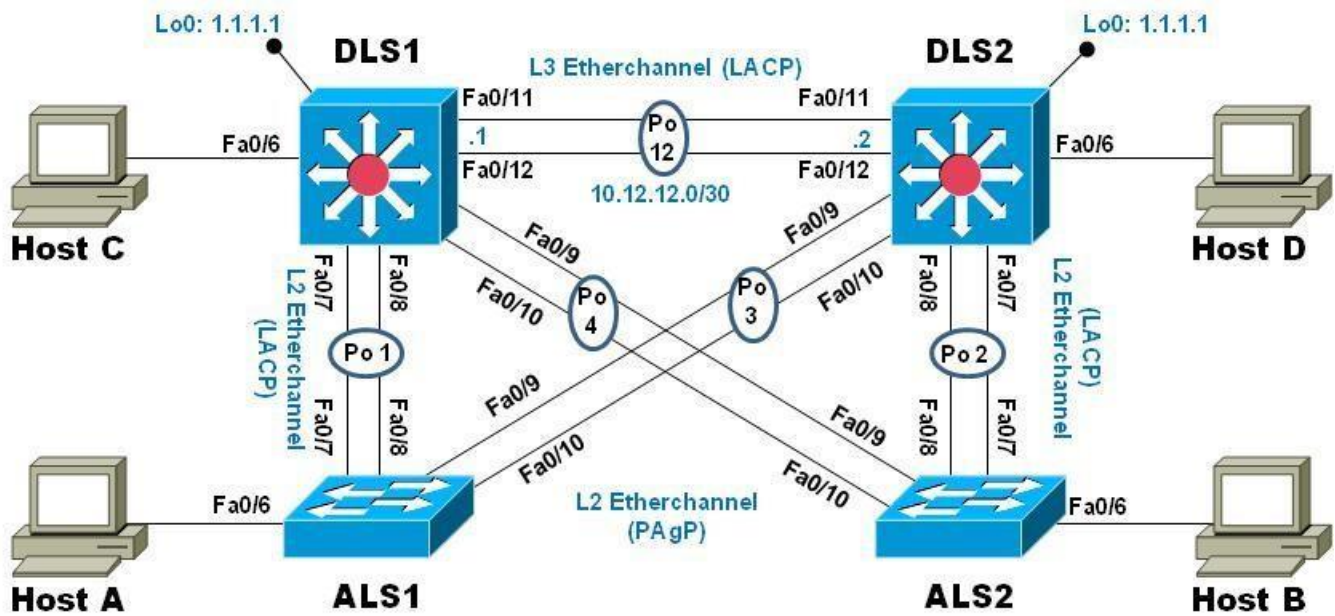 Lo0: 1.1.1.1
Lo0: 1.1.1.1
DLS1
DLS2
L3 Etherchannel (LACP)
Fa0/11
Fa0/11
Fa0/6
.1
Po
12
.2
Fa0/6
Fa0/12
Fa0/12
10.12.12.0/30
Host C
Host D
Fa0/9
Fa0/9
Fa0/10
Fa0/10
Fa0/7
Fa0/8
Fa0/8
Fa0/7
L2 Etherchannel
(LACP)
Po 1
Po
4
Po
3
Po 2
L2 Etherchannel
(LACP)
Fa0/7
Fa0/8
Fa0/9
Fa0/10
Fa0/9
Fa0/10
Fa0/8
Fa0/7
L2 Etherchannel
(PAgP)
Fa0/6
Fa0/6
Host A
ALS1
ALS2
Host B